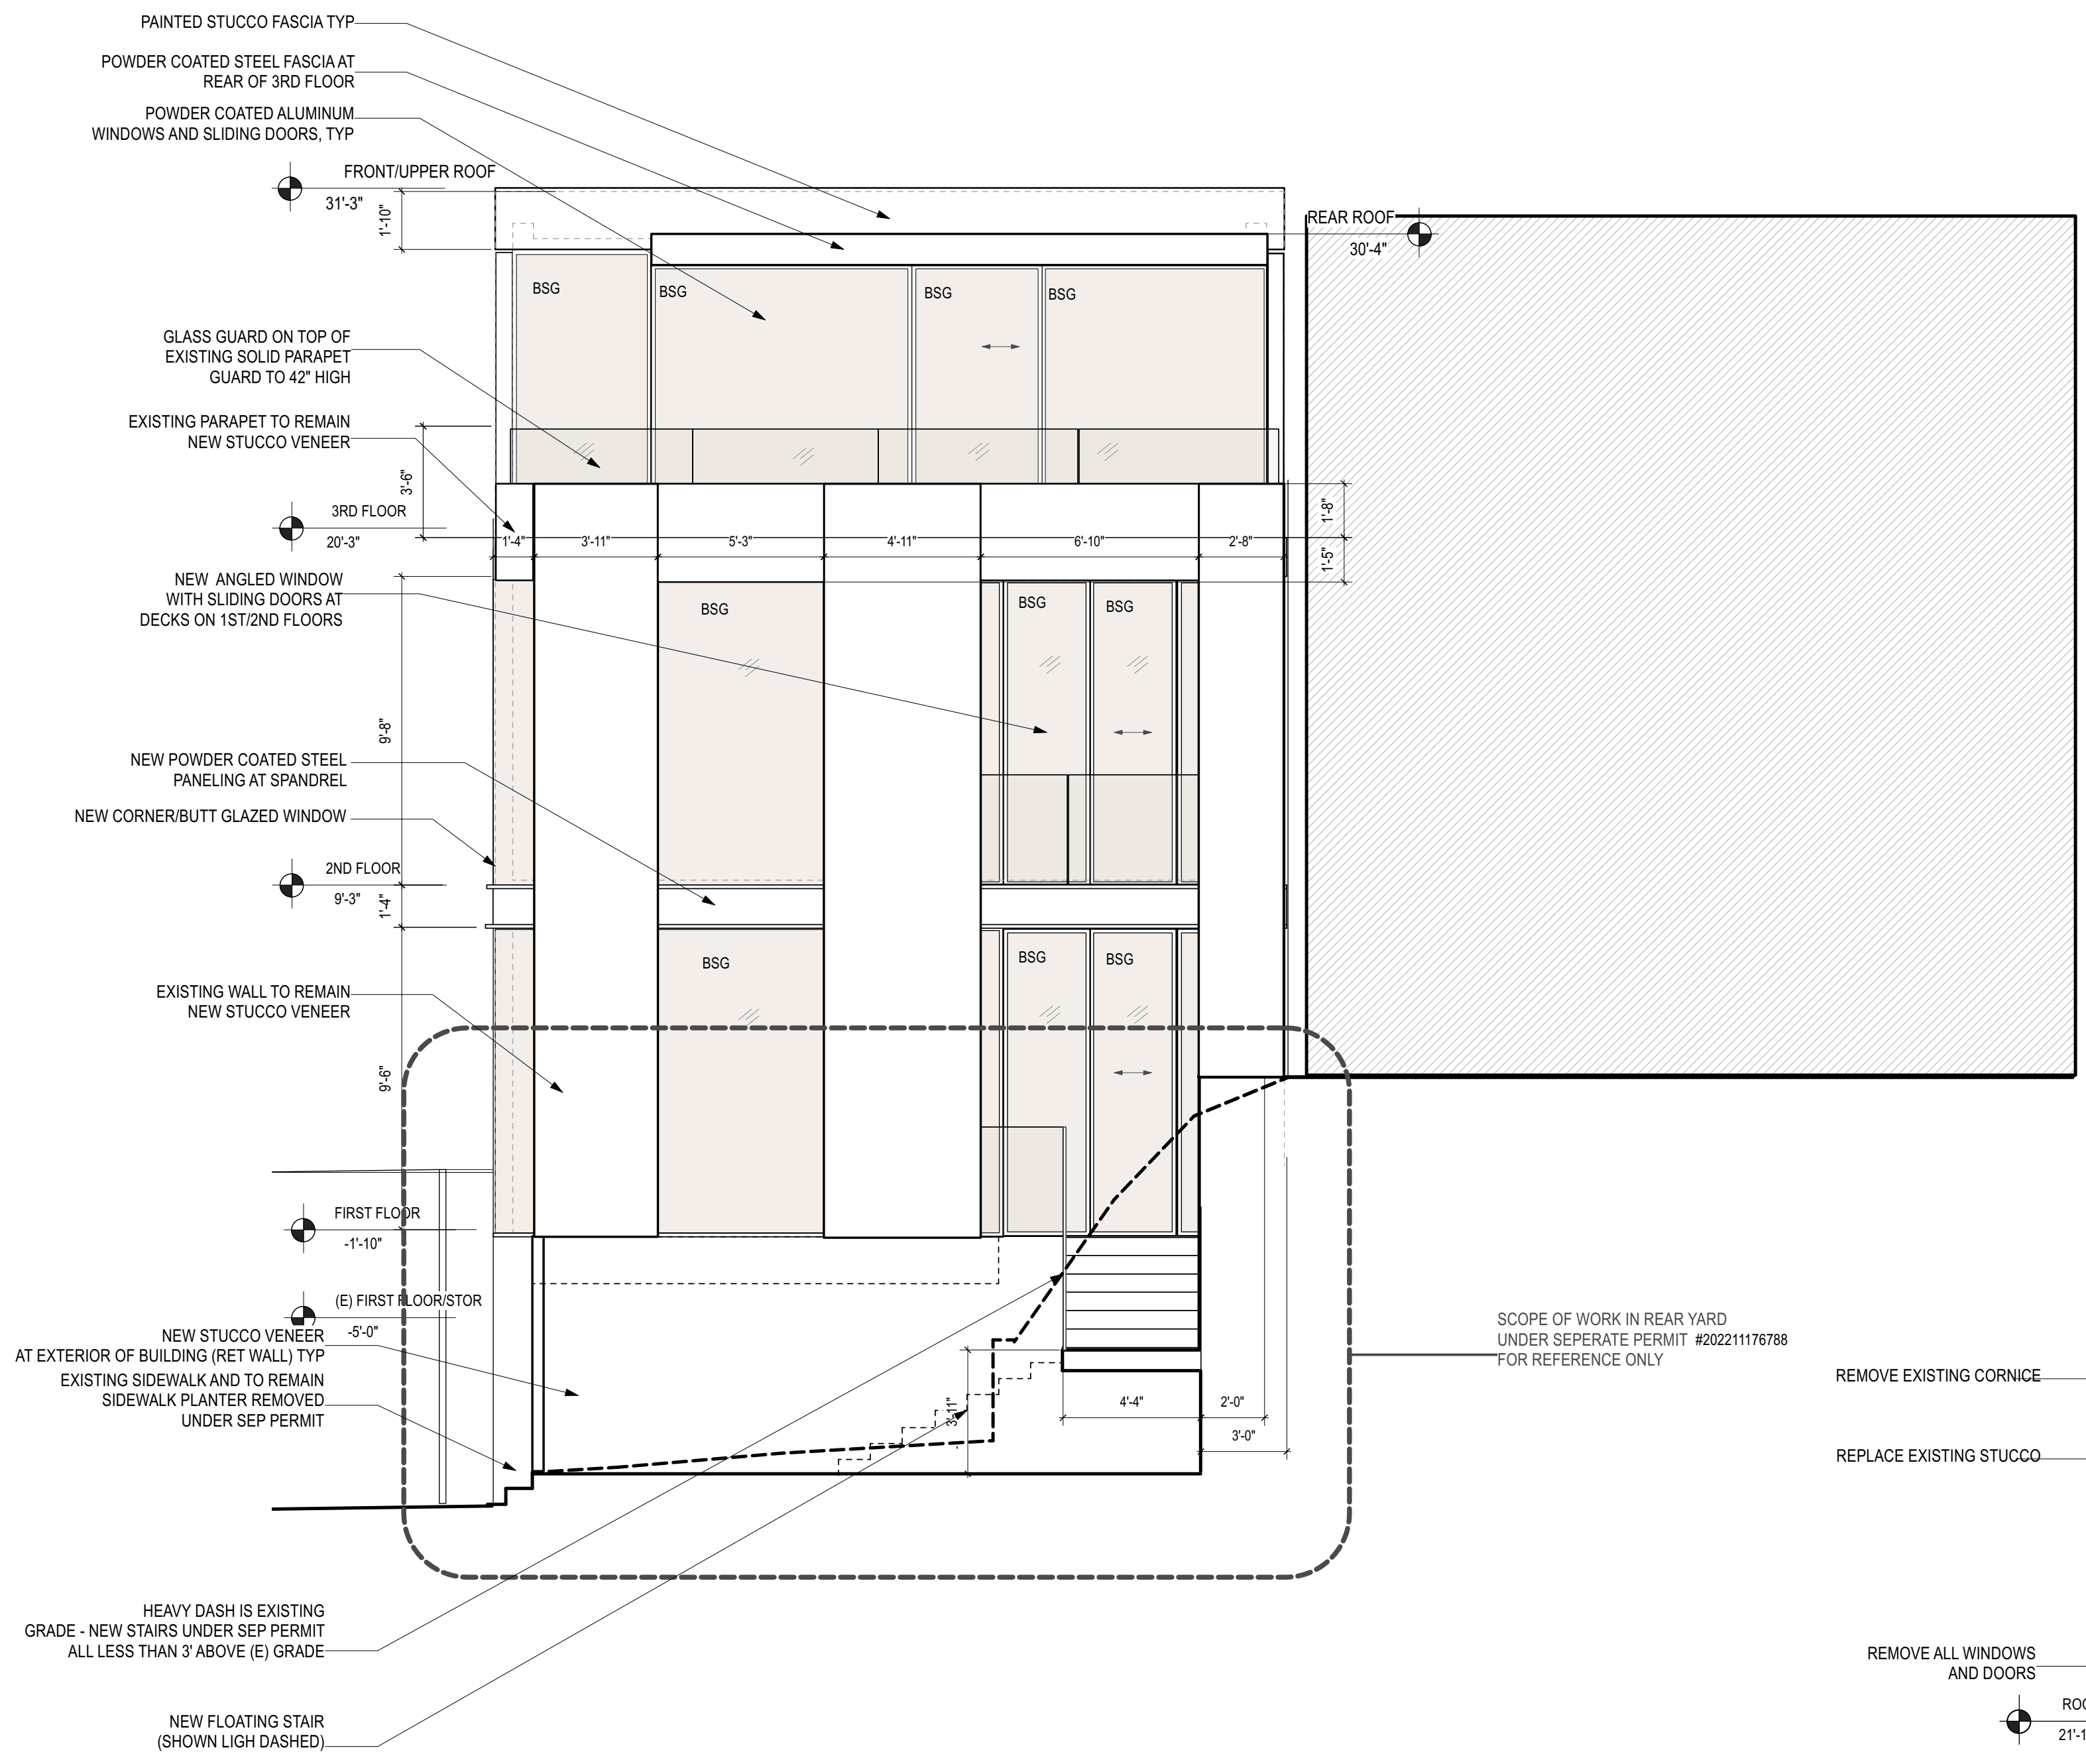 PAINTED STUCCO FASCIA TYP
POWDER COATED STEEL FASCIA AT
REAR OF 3RD FLOOR
POWDER COATED ALUMINUM
WINDOWS AND SLIDING DOORS, TYP
FRONT/UPPER ROOF
31'-3"
1'-10"
REAR ROOF
30'-4"
BSG
BSG
BSG
BSG
GLASS GUARD ON TOP OF
EXISTING SOLID PARAPET
GUARD TO 42" HIGH
EXISTING PARAPET TO REMAIN
NEW STUCCO VENEER
3'-6"
3RD FLOOR
20'-3"
1'-4"
3'-11"
5'-3"
4'-11"
6'-10"
2'-8"
1'-8"
1'-5"
NEW ANGLED WINDOW
WITH SLIDING DOORS AT
DECKS ON 1ST/2ND FLOORS
BSG
BSG
BSG
9'-8"
NEW POWDER COATED STEEL
PANELING AT SPANDREL
NEW CORNER/BUTT GLAZED WINDOW
2ND FLOOR
9'-3"
1'-4"
BSG
BSG
BSG
EXISTING WALL TO REMAIN
NEW STUCCO VENEER
9'-6"
FIRST FLOOR
-1'-10"
(E) FIRST FLOOR/STOR
-5'-0"
NEW STUCCO VENEER
AT EXTERIOR OF BUILDING (RET WALL) TYP
EXISTING SIDEWALK AND TO REMAIN
SIDEWALK PLANTER REMOVED
UNDER SEP PERMIT
3'-11"
4'-4"
2'-0"
3'-0"
SCOPE OF WORK IN REAR YARD
UNDER SEPERATE PERMIT #202211176788
FOR REFERENCE ONLY
REMOVE EXISTING CORNICE
REPLACE EXISTING STUCCO
HEAVY DASH IS EXISTING
GRADE - NEW STAIRS UNDER SEP PERMIT
ALL LESS THAN 3' ABOVE (E) GRADE
NEW FLOATING STAIR
(SHOWN LIGH DASHED)
REMOVE ALL WINDOWS
AND DOORS